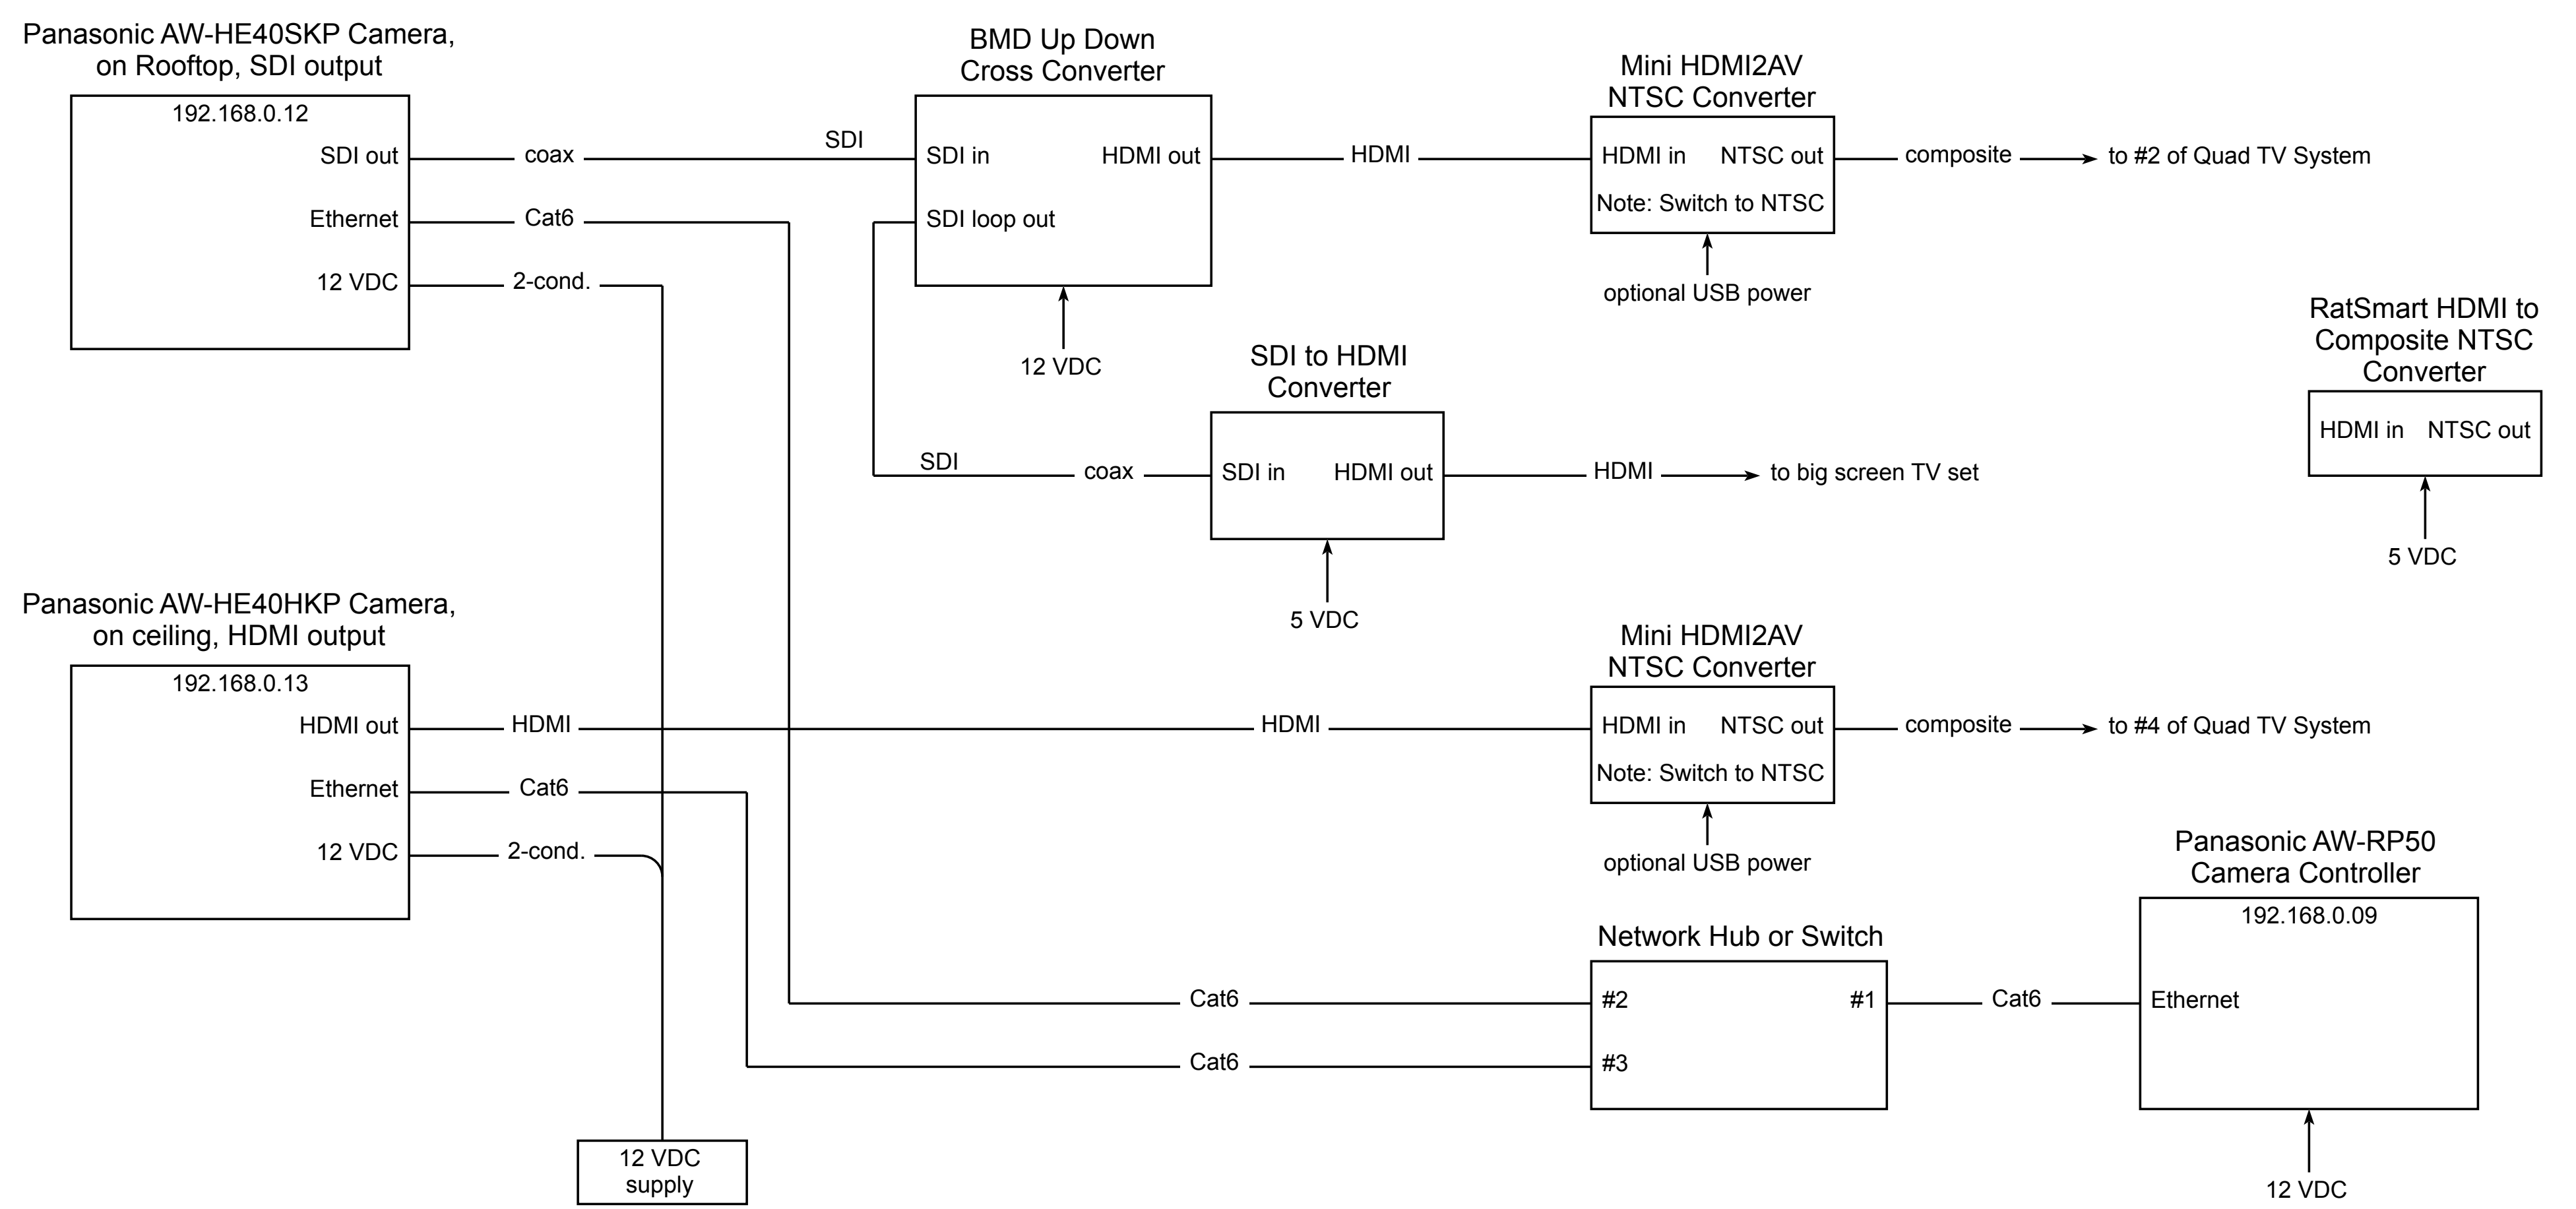 Panasonic AW-HE40SKP Camera,
on Rooftop, SDI output
192.168.0.12
SDI out
Ethernet
12 VDC
coax
SDI
Cat6
2-cond.
BMD Up Down
Cross Converter
SDI in
HDMI out
SDI loop out
12 VDC
HDMI
Mini HDMI2AV
NTSC Converter
HDMI in
NTSC out
Note: Switch to NTSC
optional USB power
composite
to #2 of Quad TV System
SDI to HDMI
Converter
SDI
coax
SDI in
HDMI out
5 VDC
HDMI
to big screen TV set
RatSmart HDMI to
Composite NTSC
Converter
HDMI in
NTSC out
5 VDC
Panasonic AW-HE40HKP Camera,
on ceiling, HDMI output
192.168.0.13
HDMI out
Ethernet
12 VDC
HDMI
Cat6
2-cond.
HDMI
Mini HDMI2AV
NTSC Converter
HDMI in
NTSC out
Note: Switch to NTSC
optional USB power
composite
to #4 of Quad TV System
Network Hub or Switch
Cat6
#2
#1
Cat6
#3
Cat6
Panasonic AW-RP50
Camera Controller
192.168.0.09
Ethernet
12 VDC
12 VDC
supply